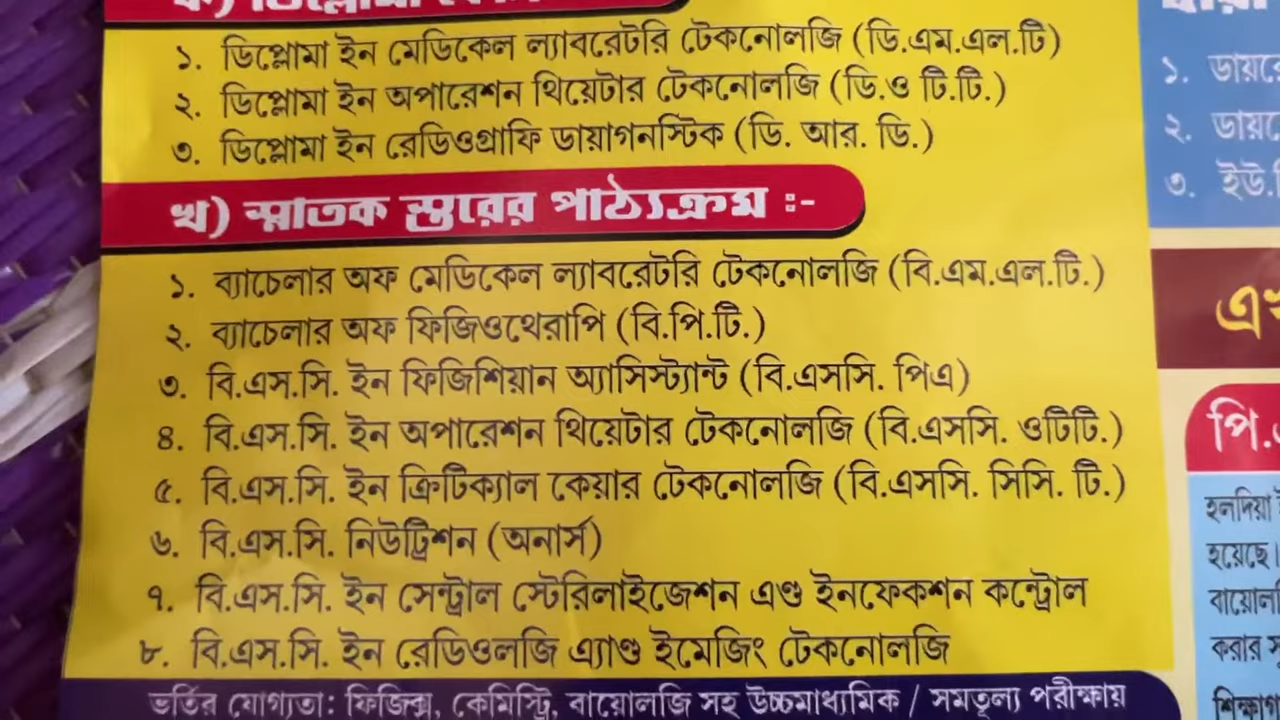 ক) ডিপ্লোমা
১. ডিপ্লোমা ইন মেডিকেল ল্যাবরেটরি টেকনোলজি (ডি.এম.এল.টি)
২. ডিপ্লোমা ইন অপারেশন থিয়েটার টেকনোলজি (ডি.ও টি.টি.)
৩. ডিপ্লোমা ইন রেডিওগ্রাফি ডায়াগনস্টিক (ডি. আর. ডি.)
খ) স্নাতক স্তরের পাঠ্যক্রম :-
১. ব্যাচেলার অফ মেডিকেল ল্যাবরেটরি টেকনোলজি (বি.এম.এল.টি.)
২. ব্যাচেলার অফ ফিজিওথেরাপি (বি.পি.টি.)
৩. বি.এস.সি. ইন ফিজিশিয়ান অ্যাসিস্ট্যান্ট (বি.এসসি. পিএ)
৪. বি.এস.সি. ইন অপারেশন থিয়েটার টেকনোলজি (বি.এসসি. ওটিটি.)
৫. বি.এস.সি. ইন ক্রিটিক্যাল কেয়ার টেকনোলজি (বি.এসসি. সিসি. টি.)
৬. বি.এস.সি. নিউট্রিশন (অনার্স)
৭. বি.এস.সি. ইন সেন্ট্রাল স্টেরিলাইজেশন এণ্ড ইনফেকশন কন্ট্রোল
৮. বি.এস.সি. ইন রেডিওলজি এ্যাণ্ড ইমেজিং টেকনোলজি
ভর্তির যোগ্যতা: ফিজিক্স, কেমিস্ট্রি, বায়োলজি সহ উচ্চমাধ্যমিক / সমতূল্য পরীক্ষায়
১. ডায়
২. ডায়
৩. ইউ.
পি.
হলদিয়া
হয়েছে।
করার